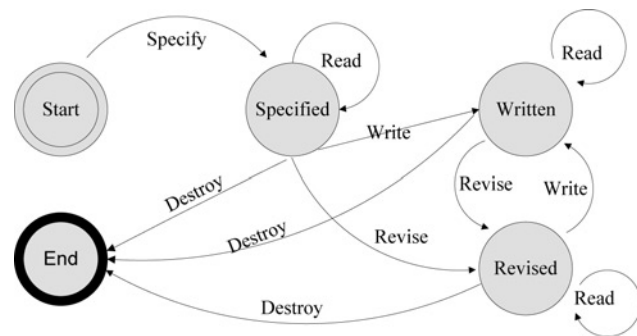 Specify
Read
Read
Start
Specified
Written
Write
Destroy
Revise
Write
Destroy
Revise
End
Revised
Destroy
Read